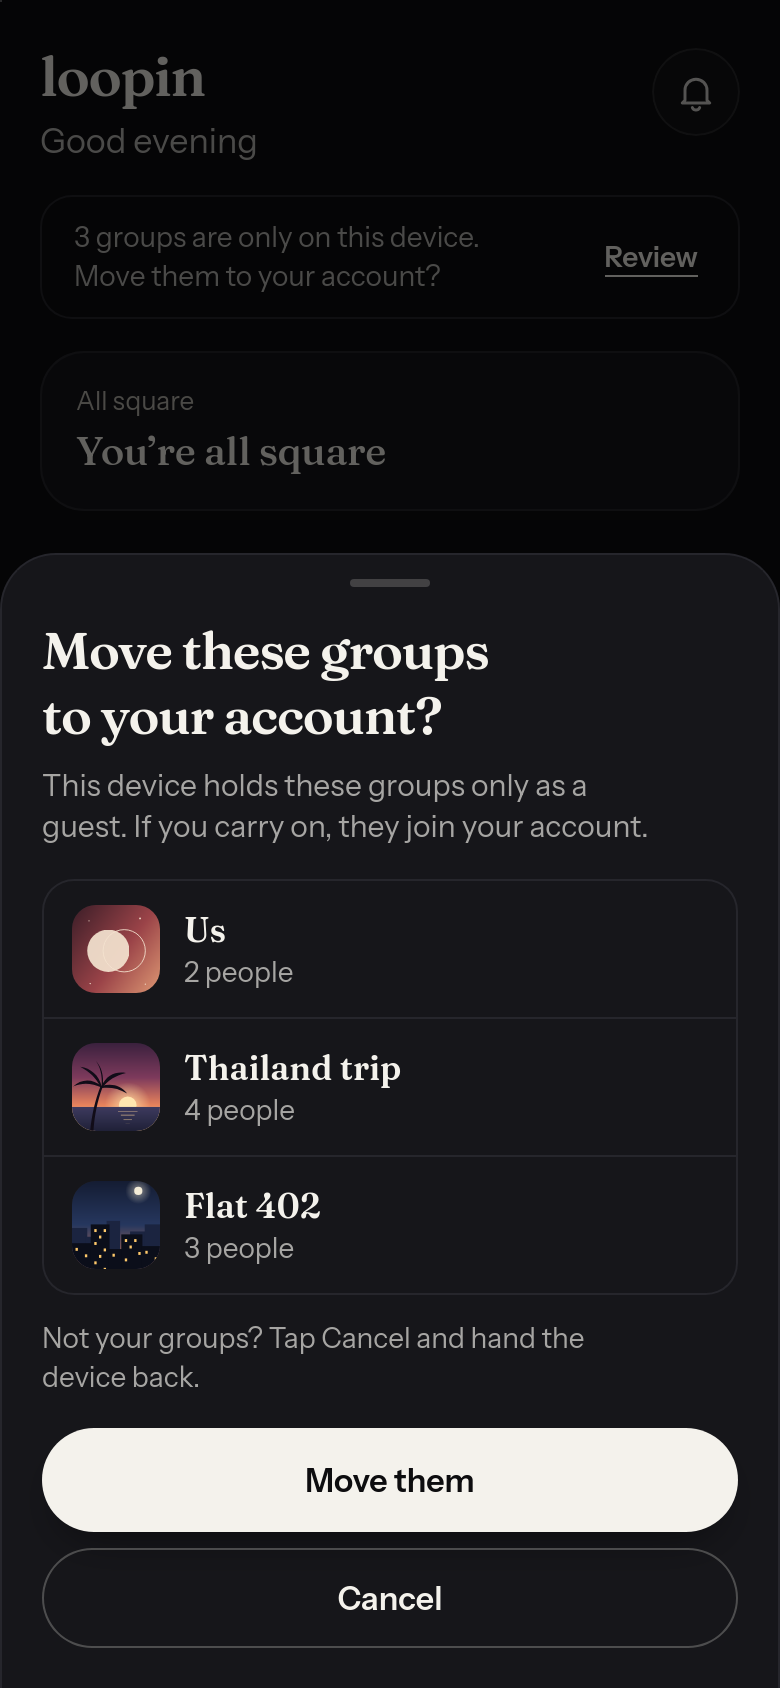 loopin
Good evening
3 groups are only on this device.
Move them to your account?
Review
All square
You’re all square
Move these groups
to your account?
This device holds these groups only as a
guest. If you carry on, they join your account.
Us
2 people
Thailand trip
4 people
Flat 402
3 people
Not your groups? Tap Cancel and hand the
device back.
Move them
Cancel